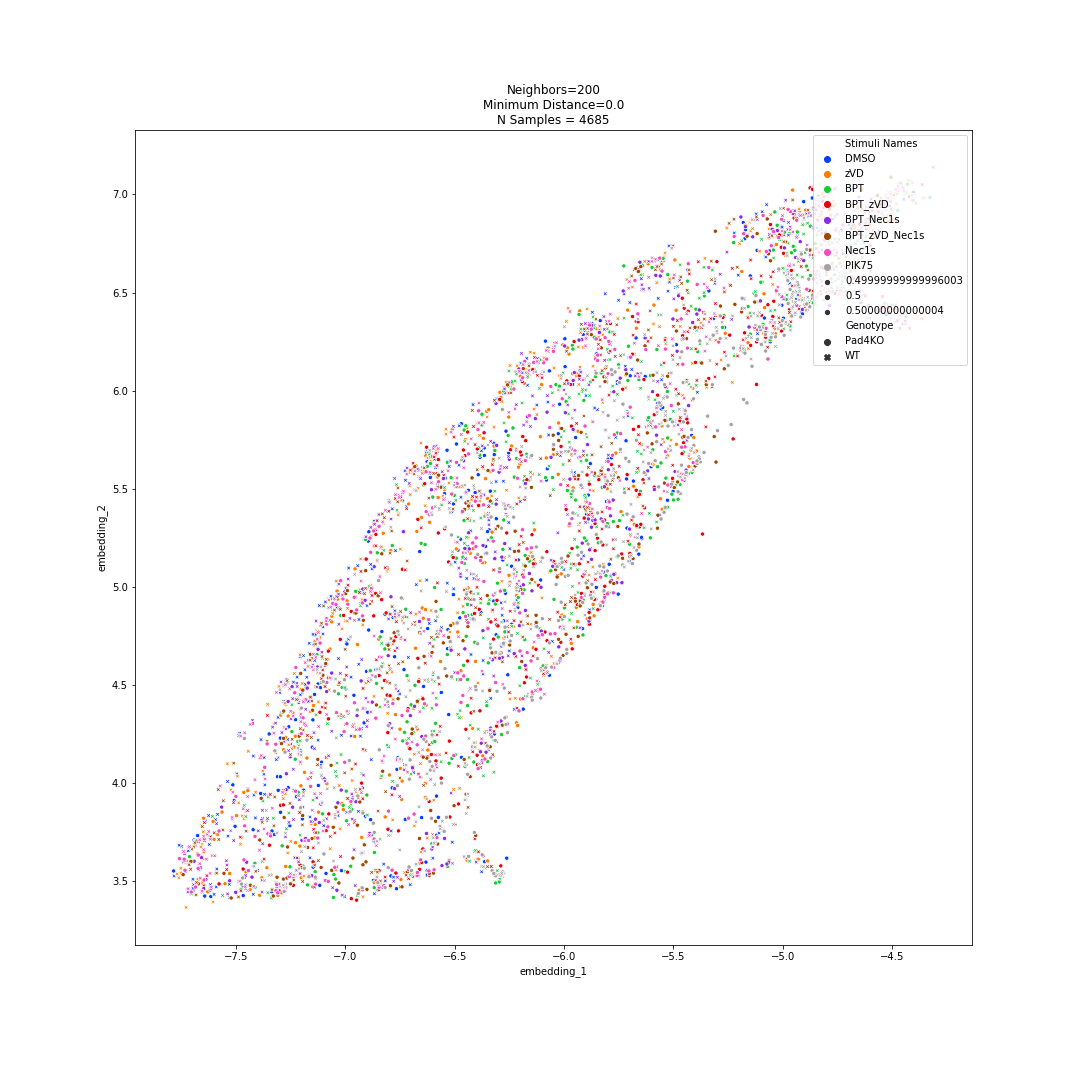 Neighbors=200
Minimum Distance=0.0
N Samples = 4685
Stimuli Names
DMSO
zVD
BPT
BPT_zVD
BPT_Nec1s
BPT_zVD_Nec1s
Nec1s
PIK75
0.49999999999996003
0.5
0.50000000000004
Genotype
Pad4KO
WT
7.0
6.5
6.0
5.5
5.0
4.5
4.0
3.5
embedding_2
−7.5 −7.0 −6.5 −6.0 −5.5 −5.0 −4.5
embedding_1